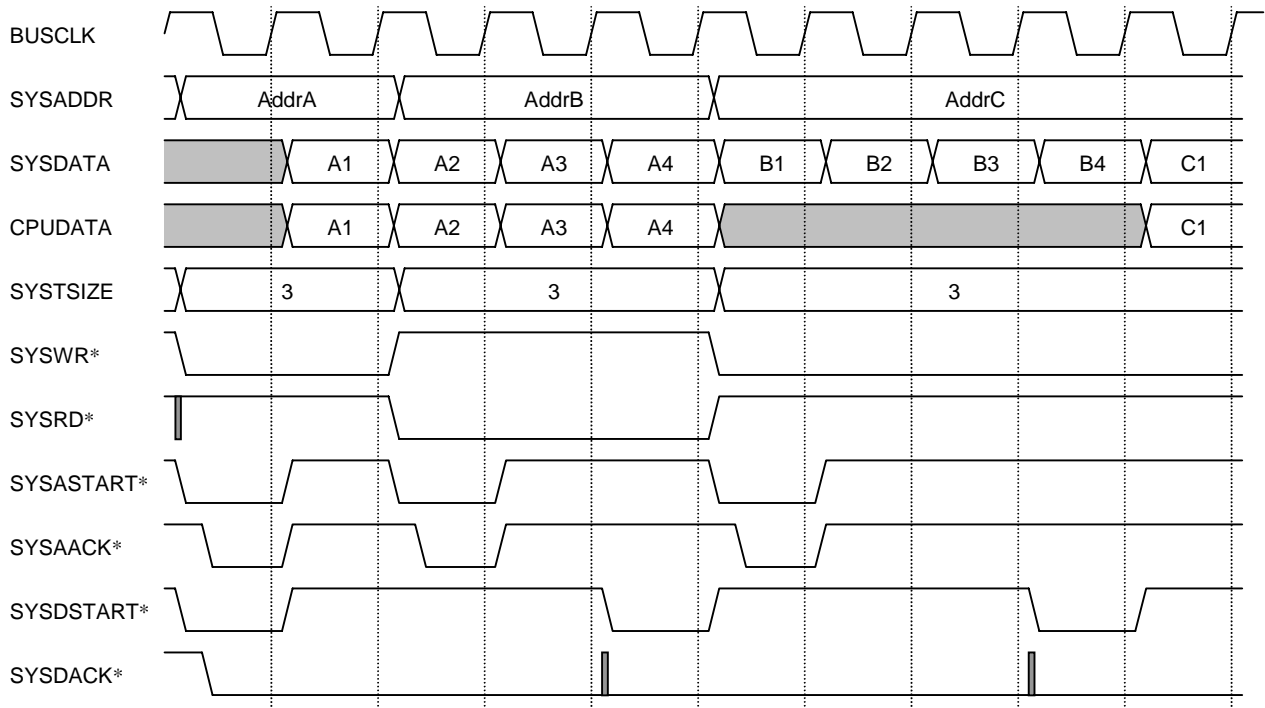 BUSCLK
SYSADDR AddrA AddrB AddrC
SYSDATA A1 A2 A3 A4 B1 B2 B3 B4 C1
CPUDATA A1 A2 A3 A4 C1
SYSTSIZE 3 3 3
SYSWR*
SYSRD*
SYSASTART*
SYSAACK*
SYSDSTART*
SYSDACK*